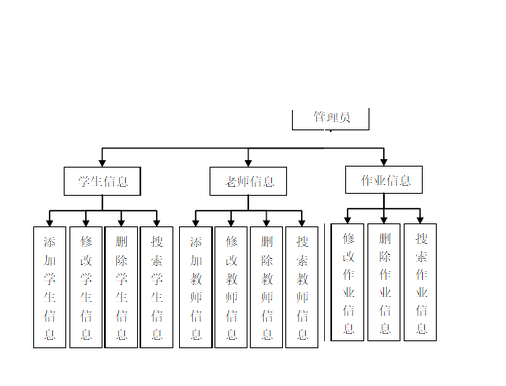 管理员
学生信息
老师信息
作业信息
添加学生信息
修改学生信息
删除学生信息
搜索学生信息
添加教师信息
修改教师信息
删除教师信息
搜索教师信息
修改作业信息
删除作业信息
搜索作业信息